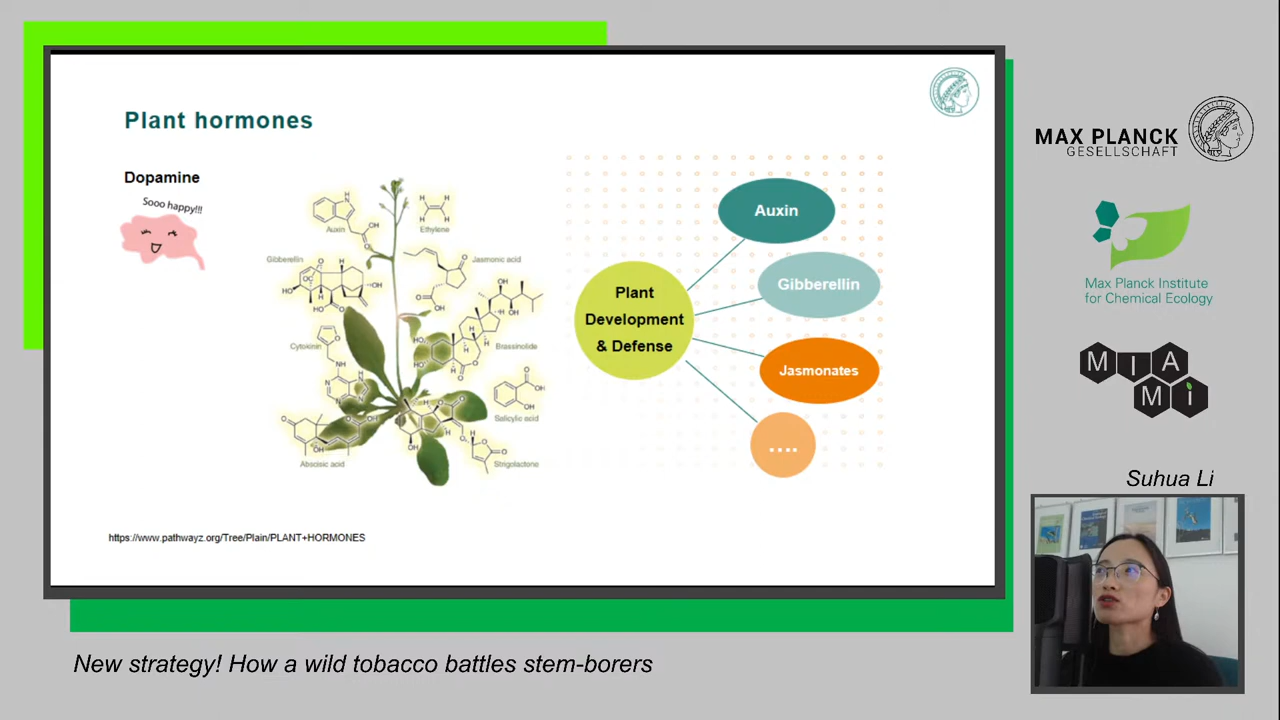 Plant hormones
Dopamine
Sooo happy!!!
Auxin
Ethylene
Gibberellin
Jasmonic acid
Cytokinin
Brassinolide
Salicylic acid
Abscisic acid
Strigolactone
Plant
Development
& Defense
Auxin
Gibberellin
Jasmonates
....
https://www.pathwayz.org/Tree/Plain/PLANT+HORMONES
MAX PLANCK
GESELLSCHAFT
Max Planck Institute
for Chemical Ecology
MIA
Mi
Suhua Li
New strategy! How a wild tobacco battles stem-borers